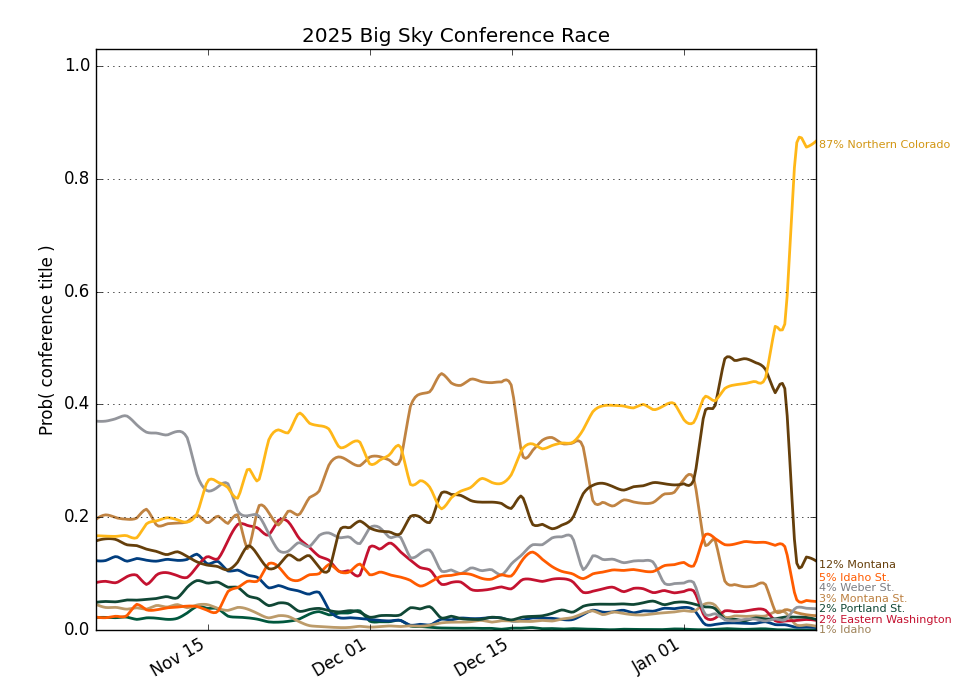 2025 Big Sky Conference Race
Prob( conference title )
1.0
0.8
0.6
0.4
0.2
0.0
Nov 15
Dec 01
Dec 15
Jan 01
87% Northern Colorado
12% Montana
5% Idaho St.
4% Weber St.
3% Montana St.
2% Portland St.
2% Eastern Washington
1% Idaho